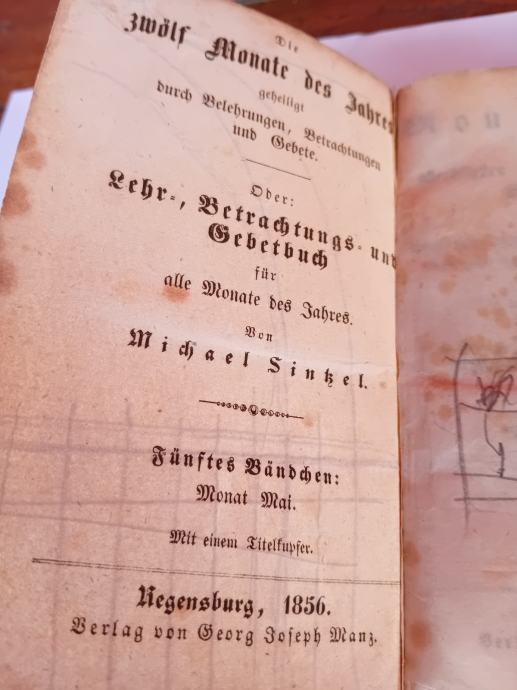 Die
zwölf Monate des Jahres
geheiligt
durch Belehrungen, Betrachtungen
und Gebete.
Oder:
Lehr-, Betrachtungs- und
Gebetbuch
für
alle Monate des Jahres.
Von
Michael Sintzel.
Fünftes Bändchen:
Monat Mai.
Mit einem Titelkupfer.
Regensburg, 1856.
Verlag von Georg Joseph Manz.